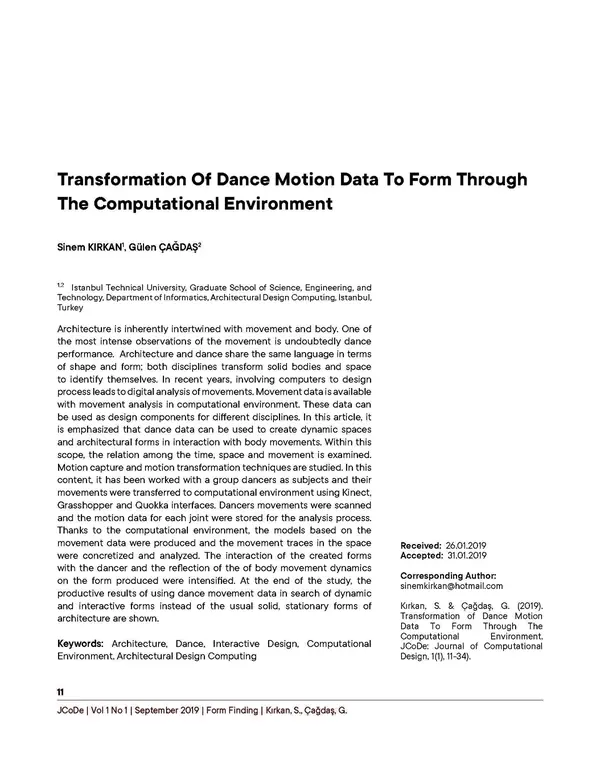 Transformation Of Dance Motion Data To Form Through
The Computational Environment
Sinem KIRKAN¹, Gülen ÇAĞDAŞ²
1,2 Istanbul Technical University, Graduate School of Science, Engineering, and
Technology, Department of Informatics, Architectural Design Computing, Istanbul,
Turkey
Architecture is inherently intertwined with movement and body. One of
the most intense observations of the movement is undoubtedly dance
performance. Architecture and dance share the same language in terms
of shape and form; both disciplines transform solid bodies and space
to identify themselves. In recent years, involving computers to design
process leads to digital analysis of movements. Movement data is available
with movement analysis in computational environment. These data can
be used as design components for different disciplines. In this article, it
is emphasized that dance data can be used to create dynamic spaces
and architectural forms in interaction with body movements. Within this
scope, the relation among the time, space and movement is examined.
Motion capture and motion transformation techniques are studied. In this
content, it has been worked with a group dancers as subjects and their
movements were transferred to computational environment using Kinect,
Grasshopper and Quokka interfaces. Dancers movements were scanned
and the motion data for each joint were stored for the analysis process.
Thanks to the computational environment, the models based on the
movement data were produced and the movement traces in the space
were concretized and analyzed. The interaction of the created forms
with the dancer and the reflection of the of body movement dynamics
on the form produced were intensified. At the end of the study, the
productive results of using dance movement data in search of dynamic
and interactive forms instead of the usual solid, stationary forms of
architecture are shown.
Keywords: Architecture, Dance, Interactive Design, Computational
Environment, Architectural Design Computing
Received: 26.01.2019
Accepted: 31.01.2019
Corresponding Author:
sinemkirkan@hotmail.com
Kırkan, S. & Çağdaş, G. (2019).
Transformation of Dance Motion
Data To Form Through The
Computational Environment.
JCoDe: Journal of Computational
Design, 1(1), 11-34).
11
JCoDe | Vol 1 No 1 | September 2019 | Form Finding | Kırkan, S., Çağdaş, G.